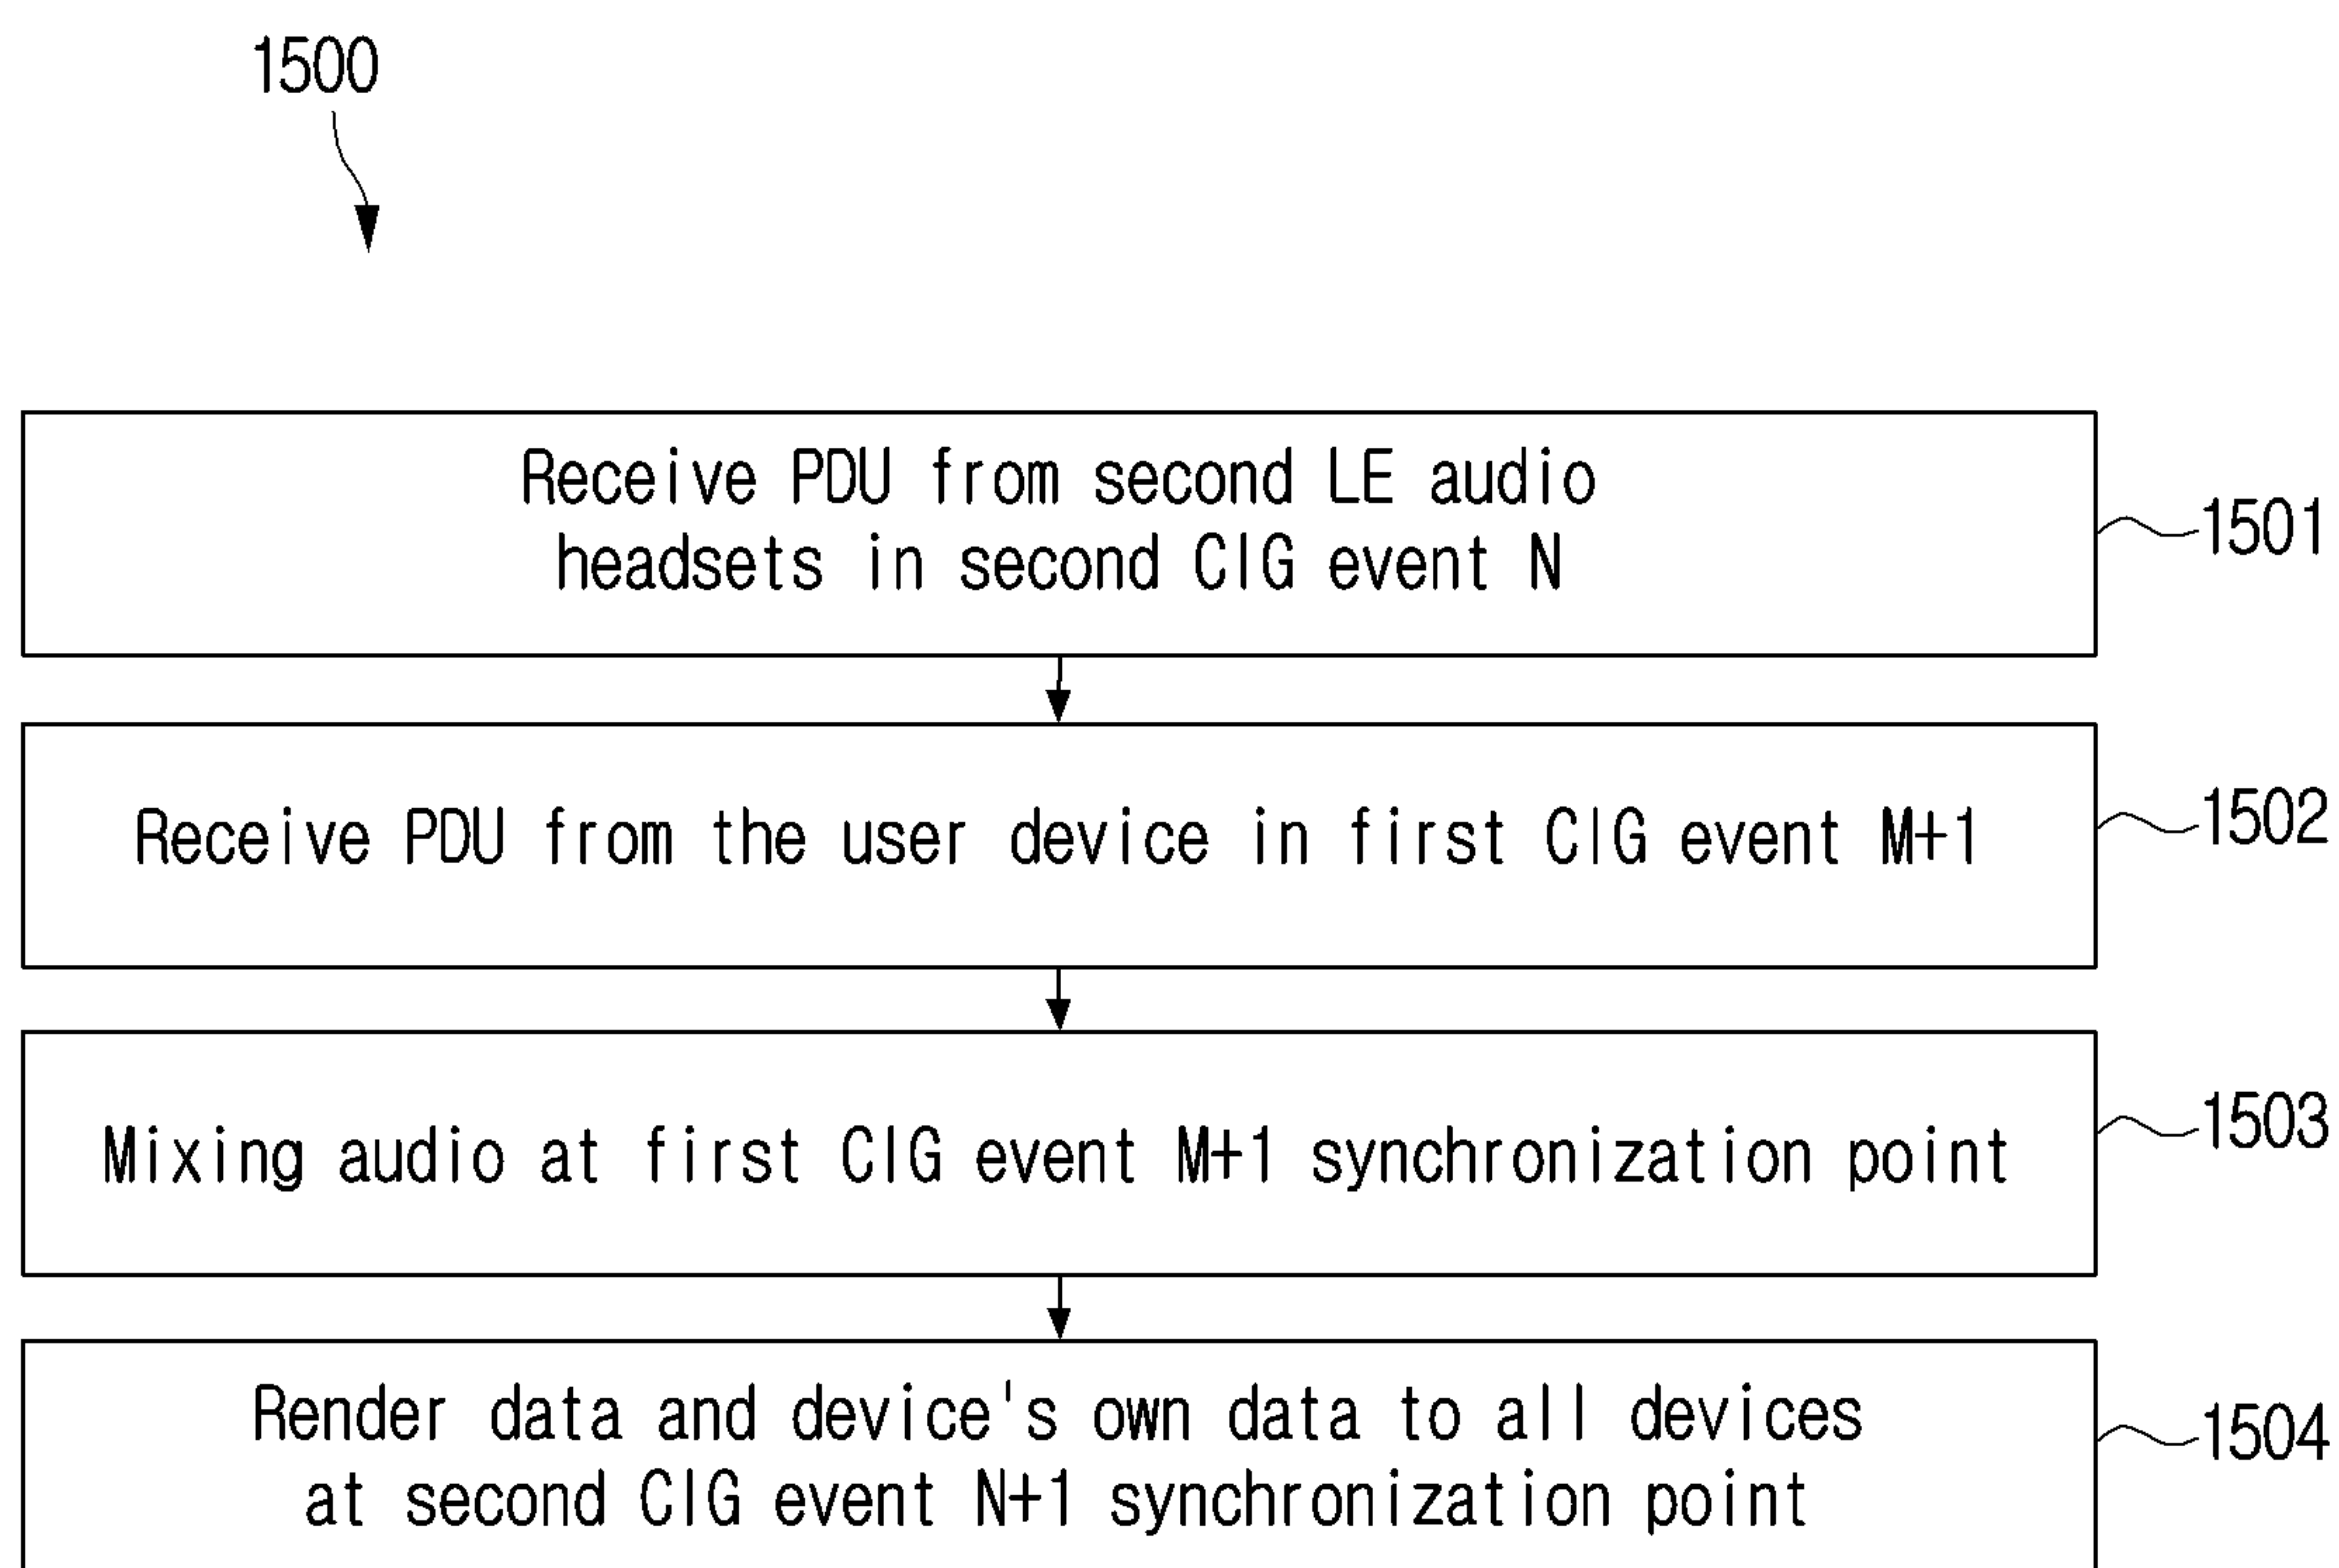 1500
Receive PDU from second LE audio
headsets in second CIG event N
1501
Receive PDU from the user device in first CIG event M+1
1502
Mixing audio at first CIG event M+1 synchronization point
1503
Render data and device's own data to all devices
at second CIG event N+1 synchronization point
1504